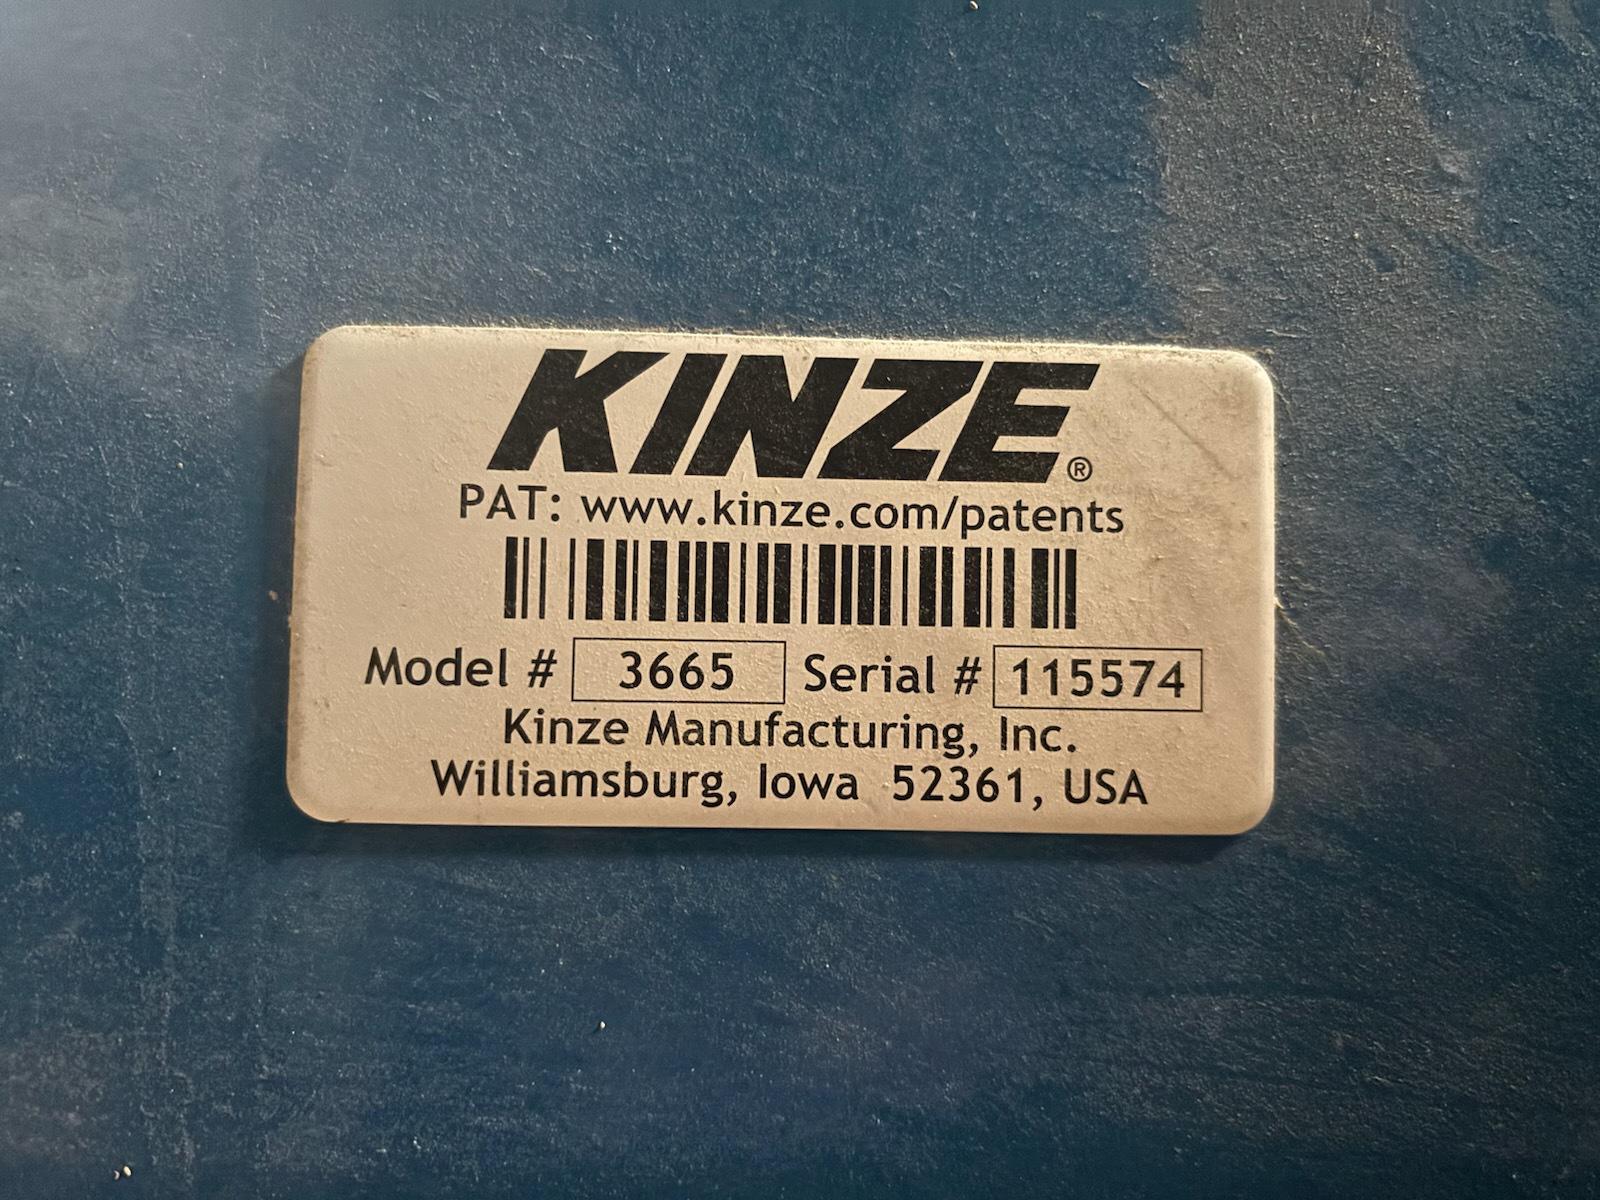 KINZE®
PAT: www.kinze.com/patents
Model # 3665 Serial # 115574
Kinze Manufacturing, Inc.
Williamsburg, Iowa 52361, USA